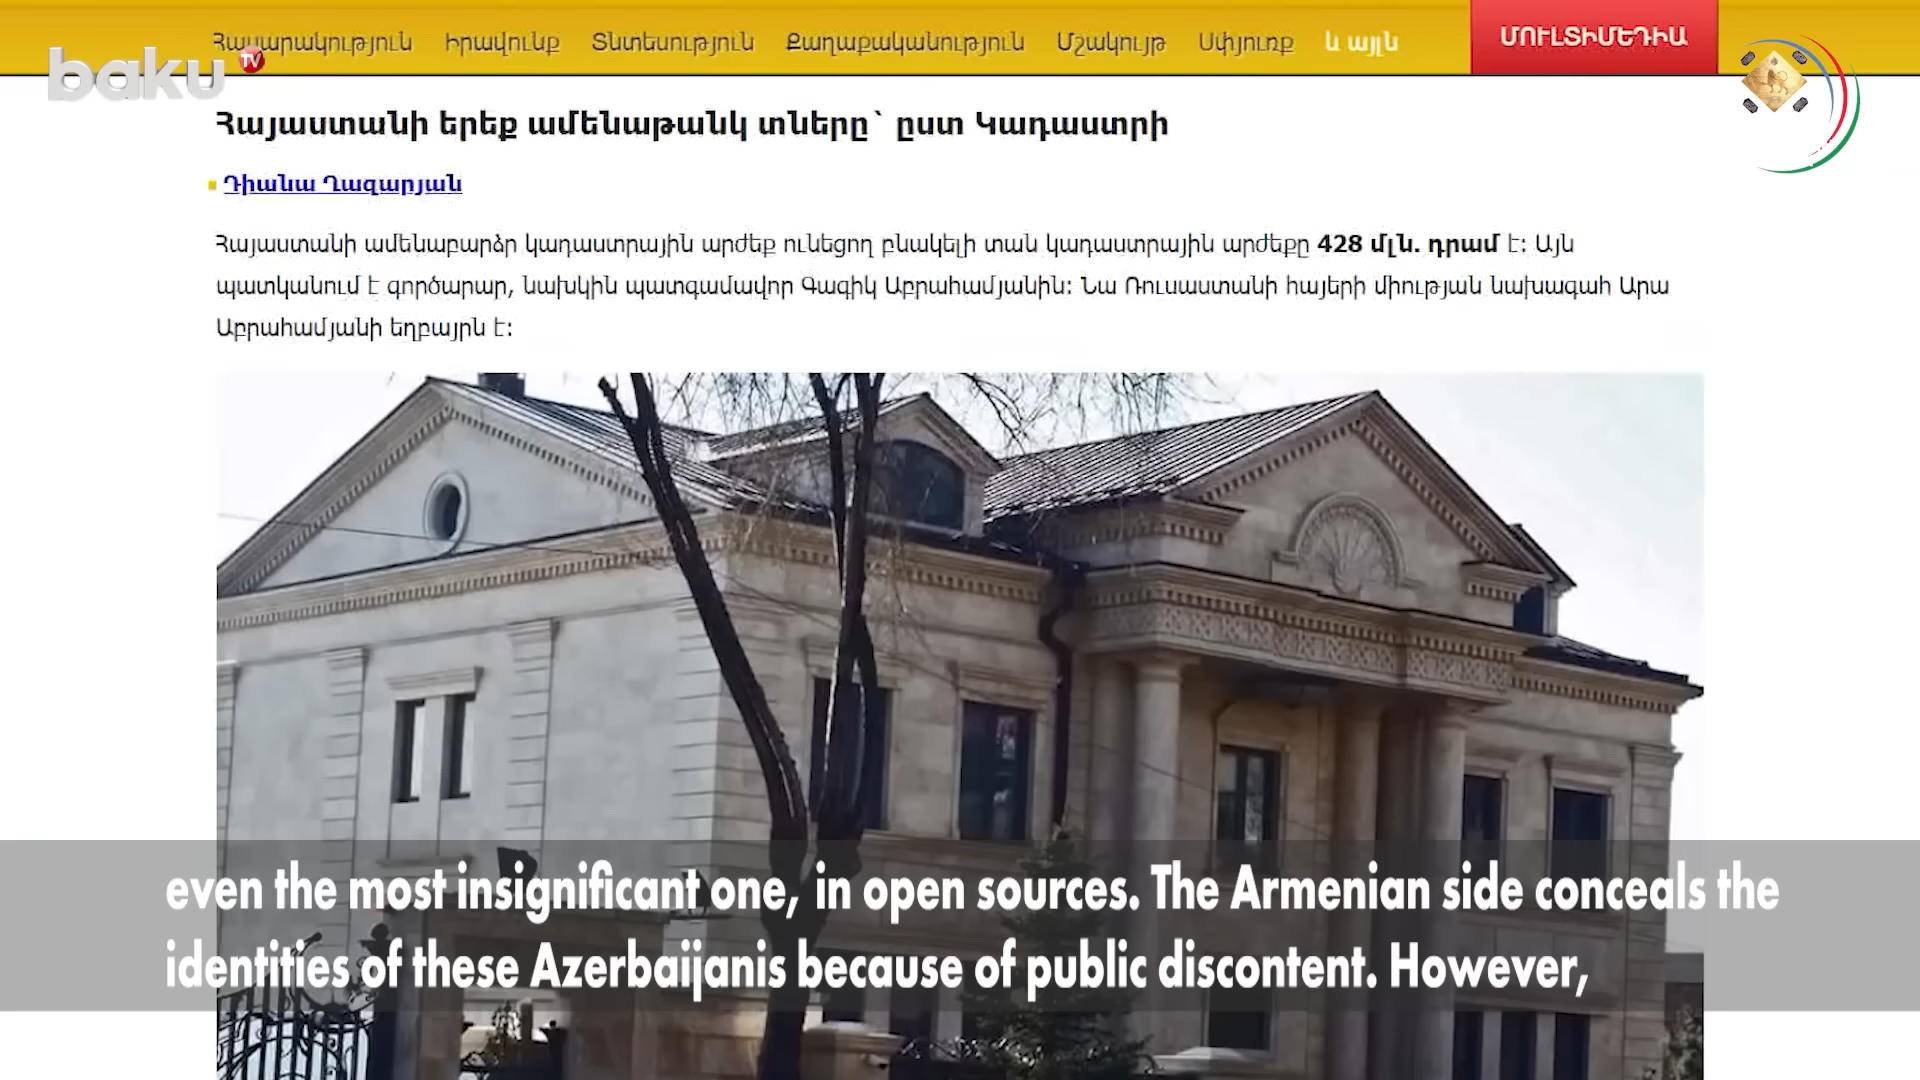 Հասարակություն Իրավունք Տնտեսություն Քաղաքականություն Մշակույթ Սփյուռք և այլն ՄՈՒԼՏԻՄԵԴԻԱ
baku TV
Հայաստանի երեք ամենաթանկ տները` ըստ Կադաստրի
Դիանա Ղազարյան
Հայաստանի ամենաբարձր կադաստրային արժեք ունեցող բնակելի տան կադաստրային արժեքը 428 մլն. դրամ է: Այն
պատկանում է գործարար, նախկին պատգամավոր Գագիկ Աբրահամյանին: Նա Ռուսաստանի հայերի միության նախագահ Արա
Աբրահամյանի եղբայրն է:
even the most insignificant one, in open sources. The Armenian side conceals the
identities of these Azerbaijanis because of public discontent. However,